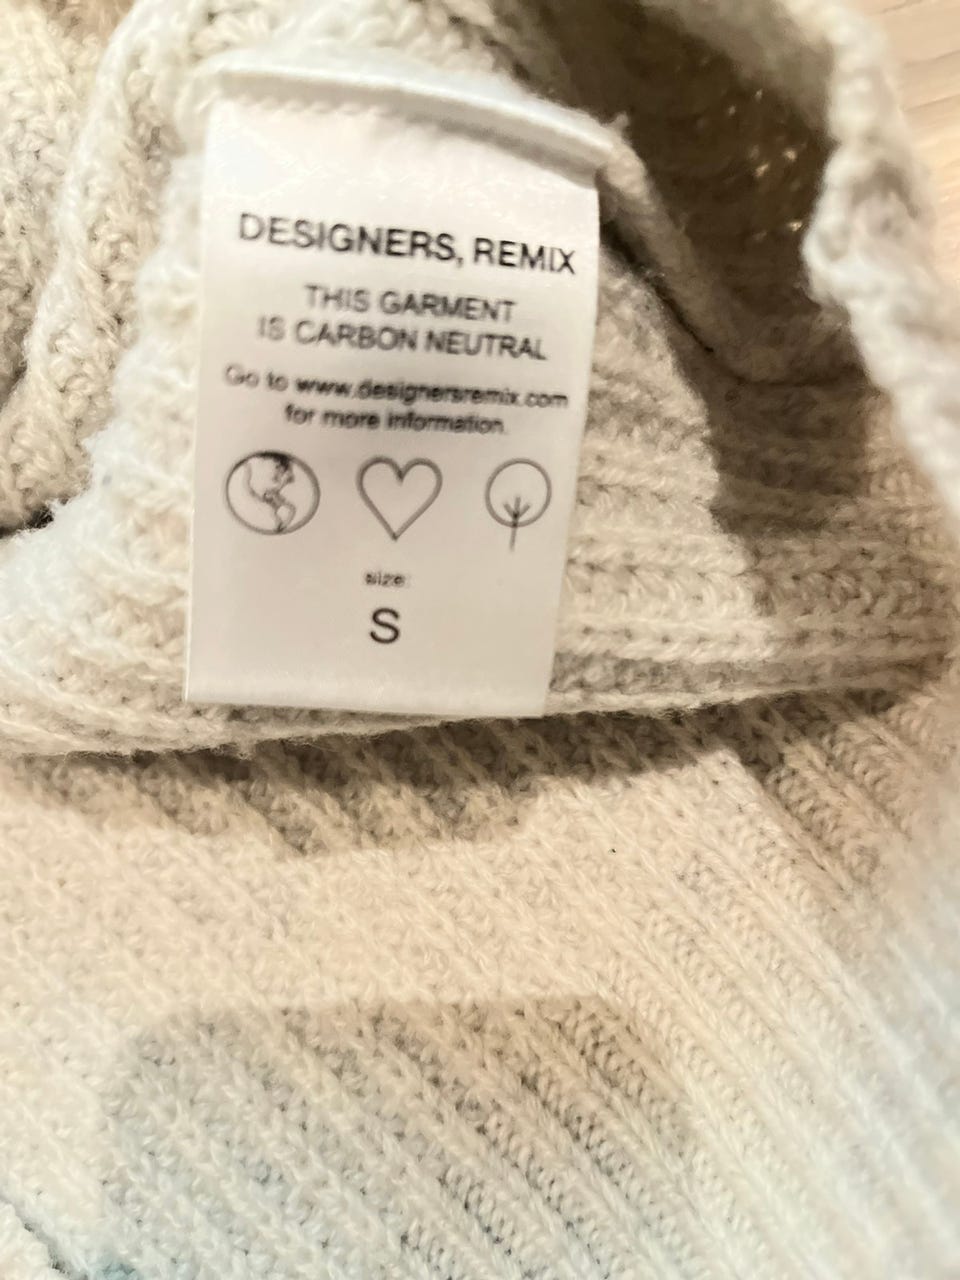 DESIGNERS, REMIX
THIS GARMENT
IS CARBON NEUTRAL
Go to www.designersremix.com
for more information.
size:
S